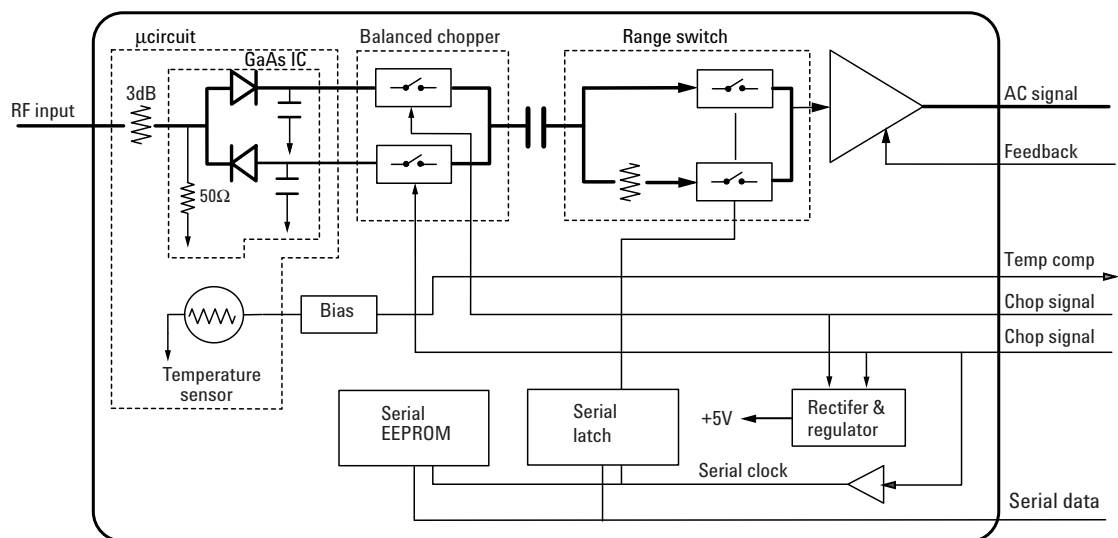 μcircuit
Balanced chopper
Range switch
GaAs IC
3dB
RF input
AC signal
Feedback
50Ω
Temp comp
Bias
Chop signal
Chop signal
Temperature
sensor
Serial
EEPROM
Serial
latch
+5V
Rectifer &
regulator
Serial clock
Serial data